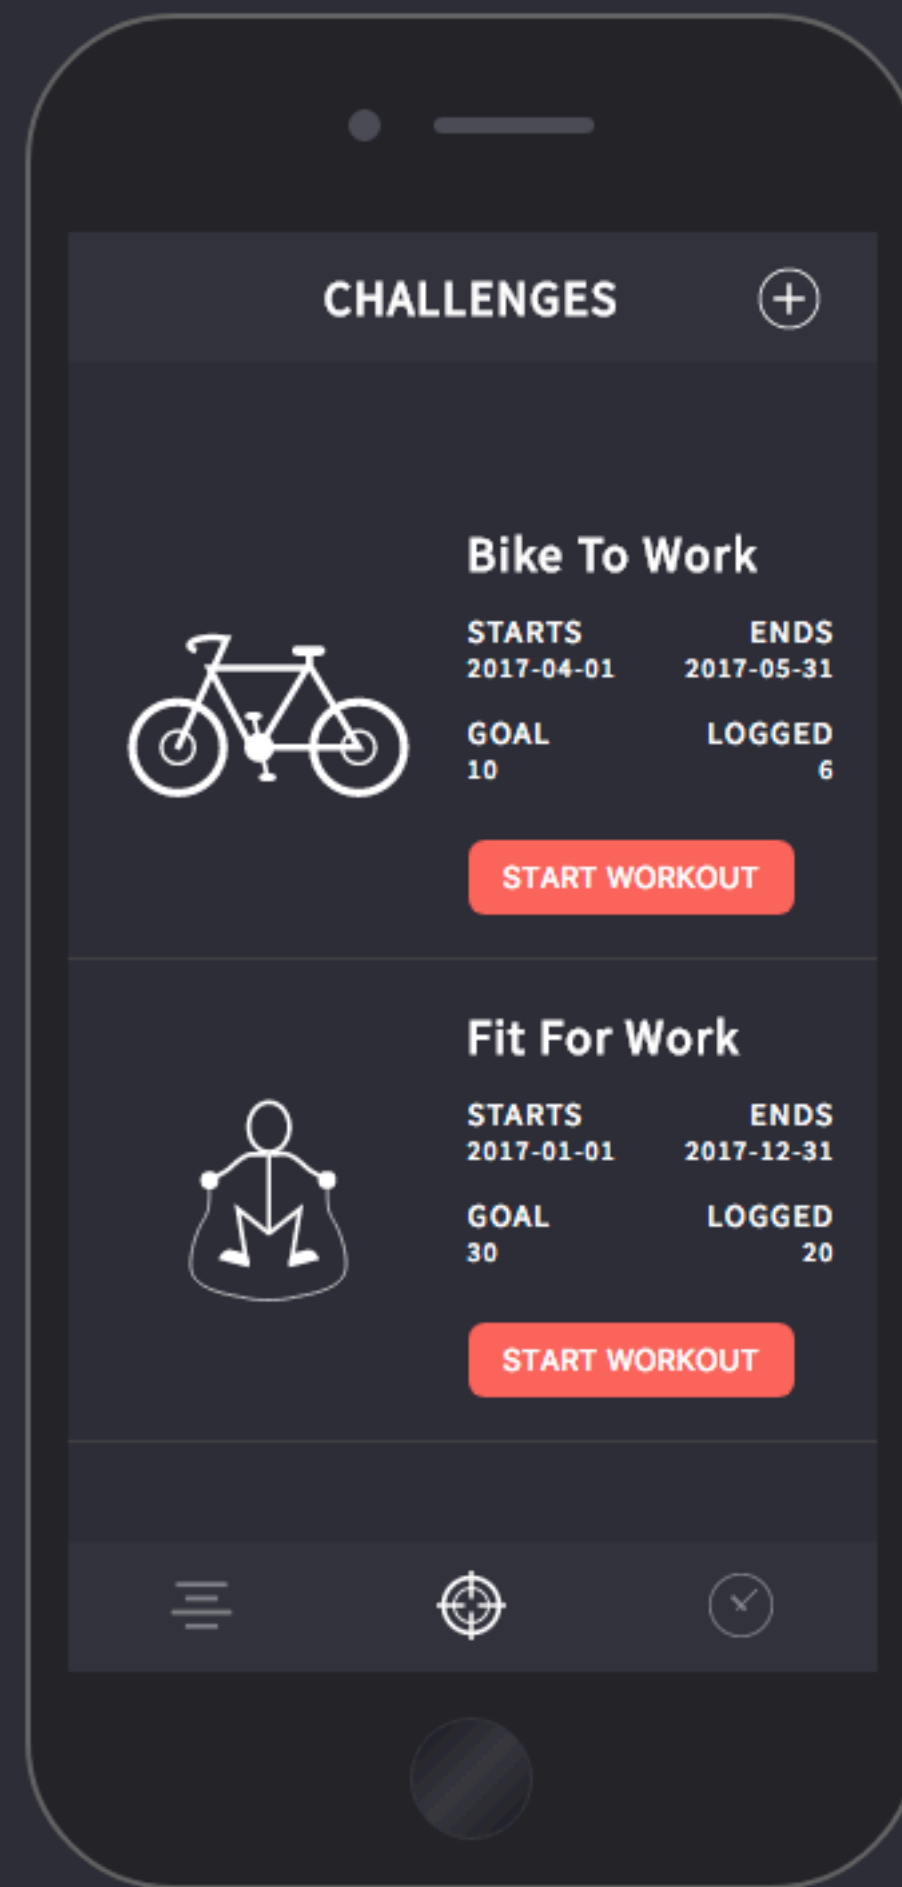 CHALLENGES
Bike To Work
STARTS ENDS
2017-04-01 2017-05-31
GOAL LOGGED
10 6
START WORKOUT
Fit For Work
STARTS ENDS
2017-01-01 2017-12-31
GOAL LOGGED
30 20
START WORKOUT